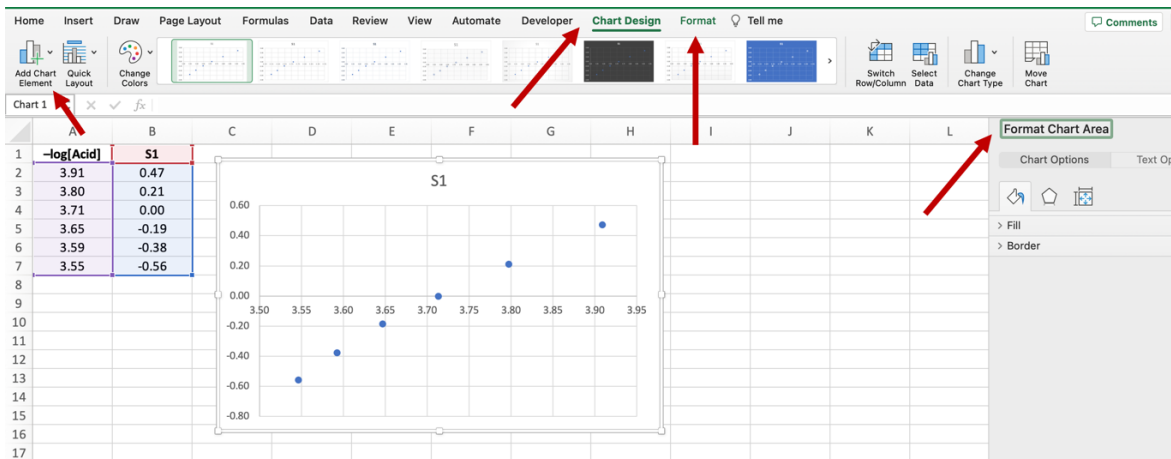 Home Insert Draw Page Layout Formulas Data Review View Automate Developer Chart Design Format Tell me Comments
Add Chart Element
Quick Layout
Change Colors
Switch Row/Column
Select Data
Change Chart Type
Move Chart
Chart 1 fx
A B C D E F G H I J K L
Format Chart Area
Chart Options Text Op
Fill
Border
1 –log[Acid] S1
2 3.91 0.47
3 3.80 0.21
4 3.71 0.00
5 3.65 -0.19
6 3.59 -0.38
7 3.55 -0.56
8
9
10
11
12
13
14
15
16
17
S1
0.60
0.40
0.20
0.00
3.50 3.55 3.60 3.65 3.70 3.75 3.80 3.85 3.90 3.95
-0.20
-0.40
-0.60
-0.80